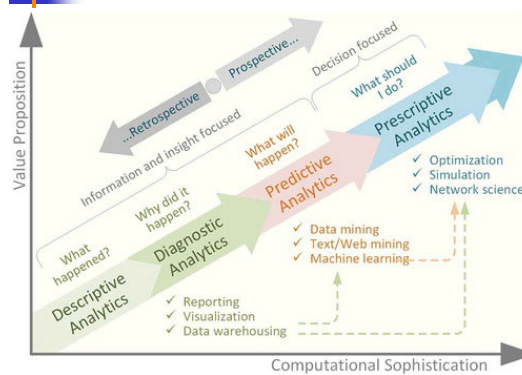 Value Proposition
Computational Sophistication
...Retrospective
Prospective...
Information and insight focused
Decision focused
What
happened?
Why did it
happen?
What will
happen?
What should
I do?
Descriptive
Analytics
Diagnostic
Analytics
Predictive
Analytics
Prescriptive
Analytics
✓ Reporting
✓ Visualization
✓ Data warehousing
✓ Data mining
✓ Text/Web mining
✓ Machine learning
✓ Optimization
✓ Simulation
✓ Network science